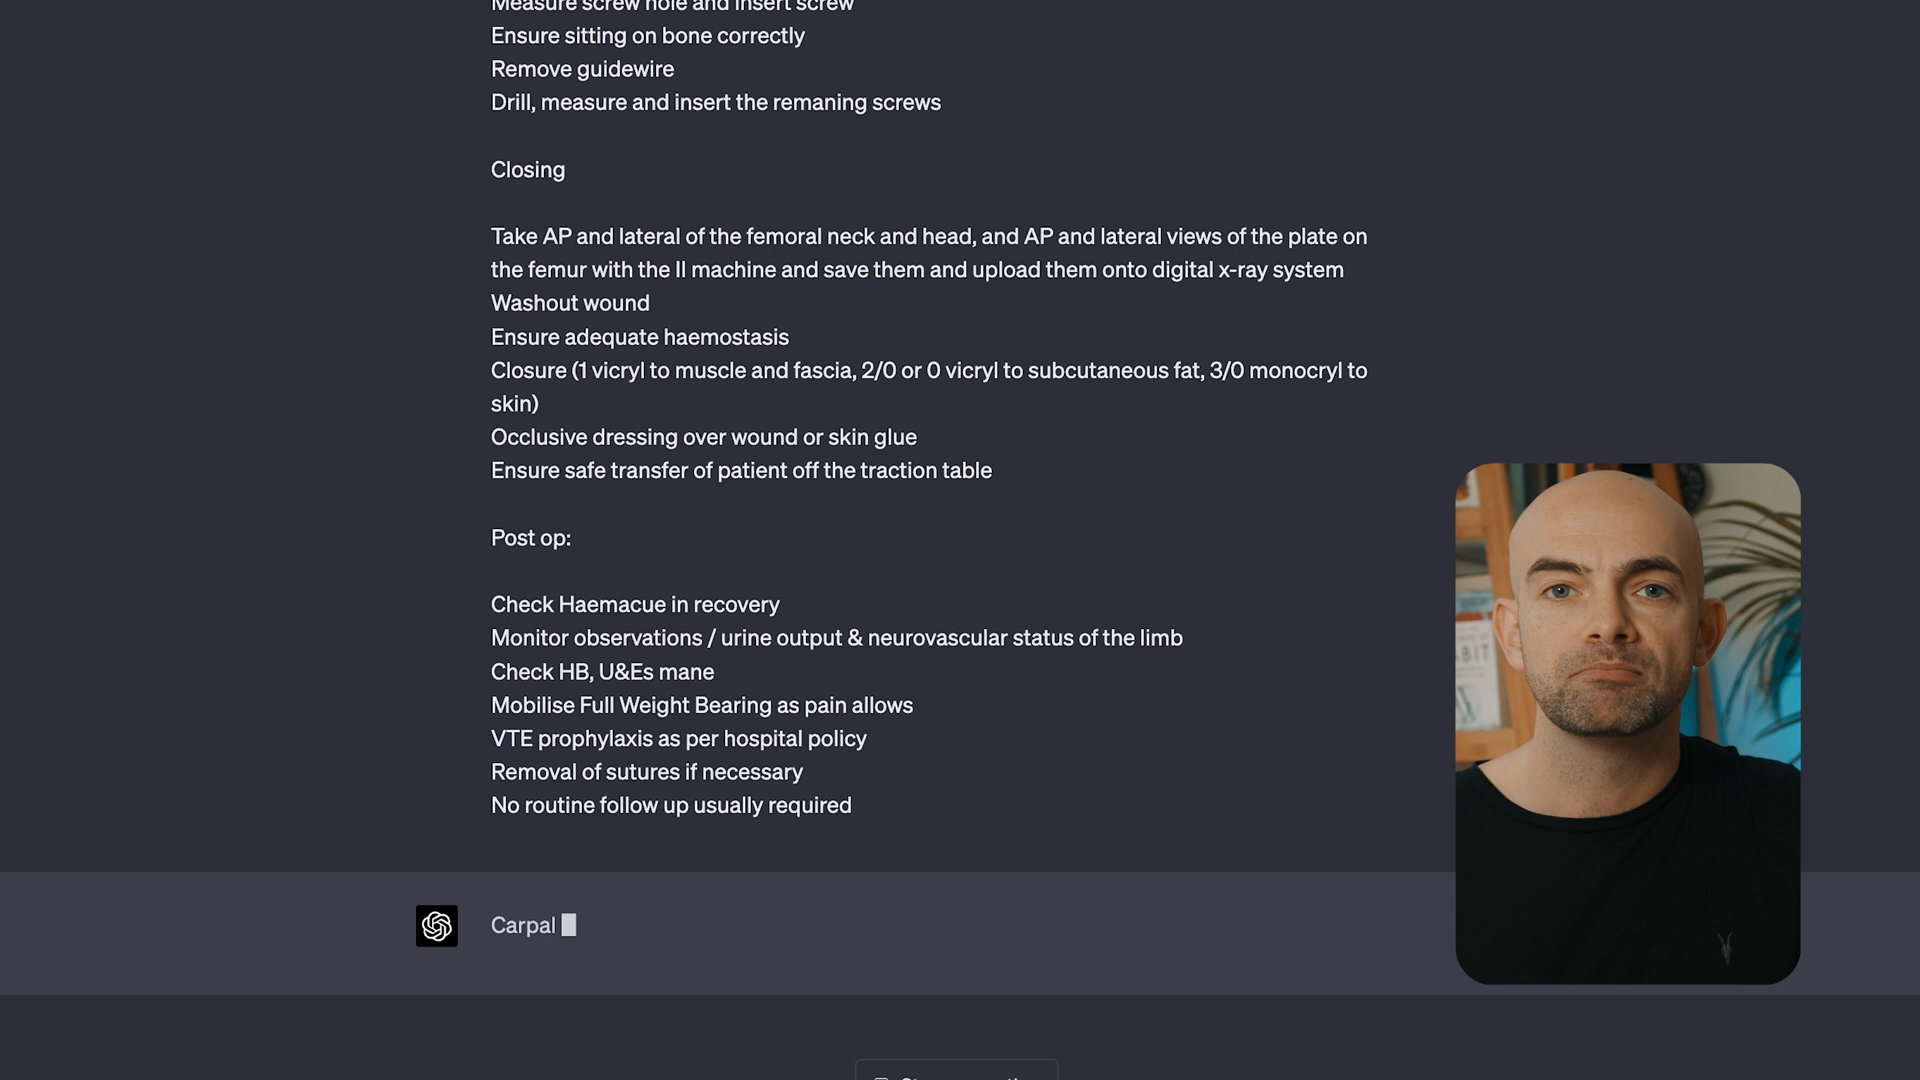 Measure screw hole and insert screw
Ensure sitting on bone correctly
Remove guidewire
Drill, measure and insert the remaning screws
Closing
Take AP and lateral of the femoral neck and head, and AP and lateral views of the plate on
the femur with the II machine and save them and upload them onto digital x-ray system
Washout wound
Ensure adequate haemostasis
Closure (1 vicryl to muscle and fascia, 2/0 or 0 vicryl to subcutaneous fat, 3/0 monocryl to
skin)
Occlusive dressing over wound or skin glue
Ensure safe transfer of patient off the traction table
Post op:
Check Haemacue in recovery
Monitor observations / urine output & neurovascular status of the limb
Check HB, U&Es mane
Mobilise Full Weight Bearing as pain allows
VTE prophylaxis as per hospital policy
Removal of sutures if necessary
No routine follow up usually required
Carpal